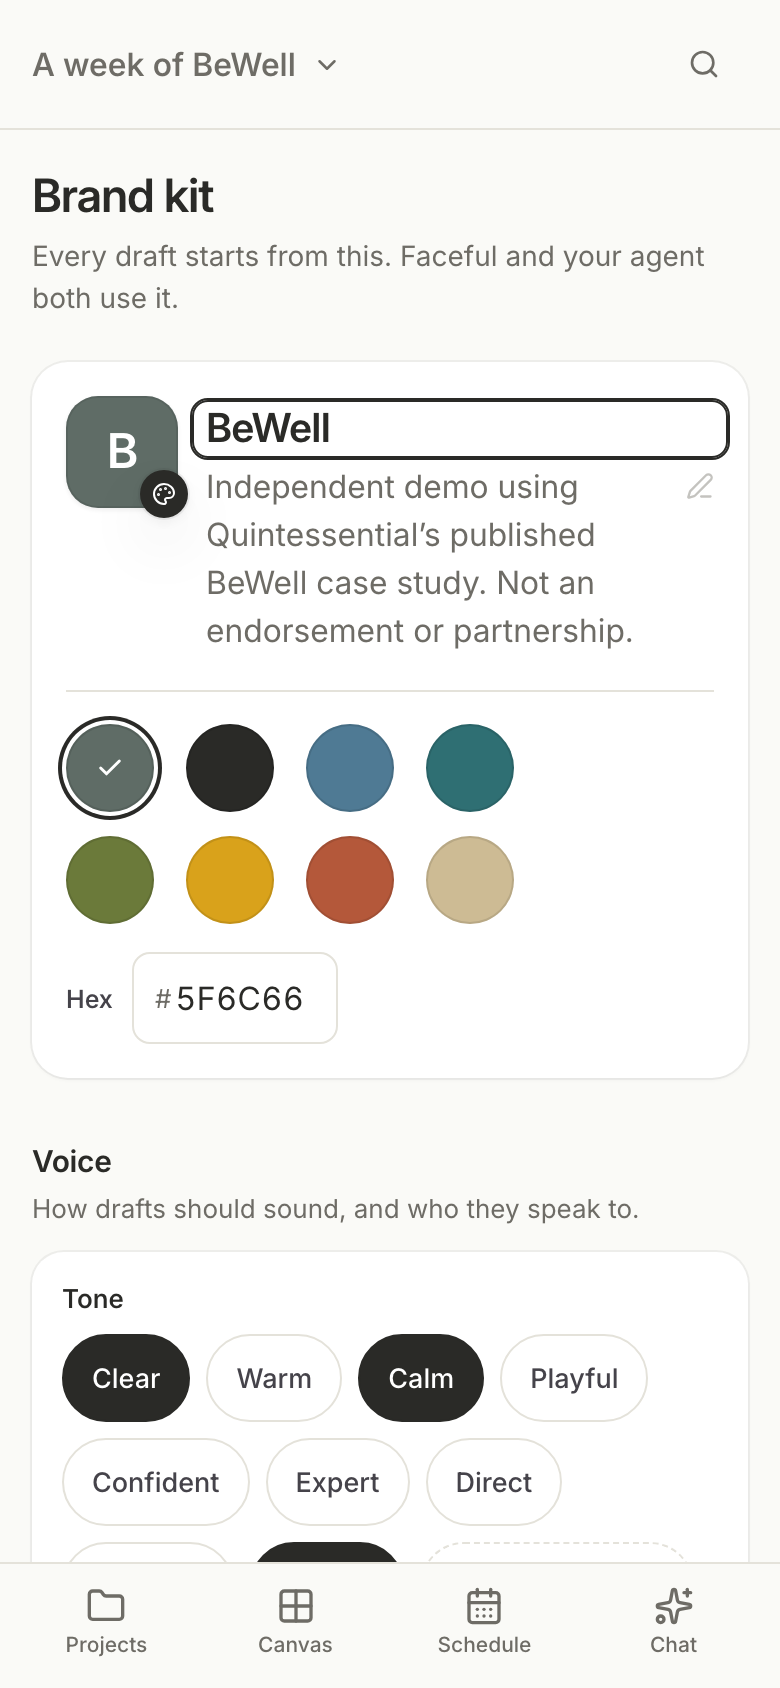 A week of BeWell
Brand kit
Every draft starts from this. Faceful and your agent
both use it.
B
BeWell
Independent demo using
Quintessential’s published
BeWell case study. Not an
endorsement or partnership.
Hex
# 5F6C66
Voice
How drafts should sound, and who they speak to.
Tone
Clear Warm Calm Playful
Confident Expert Direct
Projects Canvas Schedule Chat